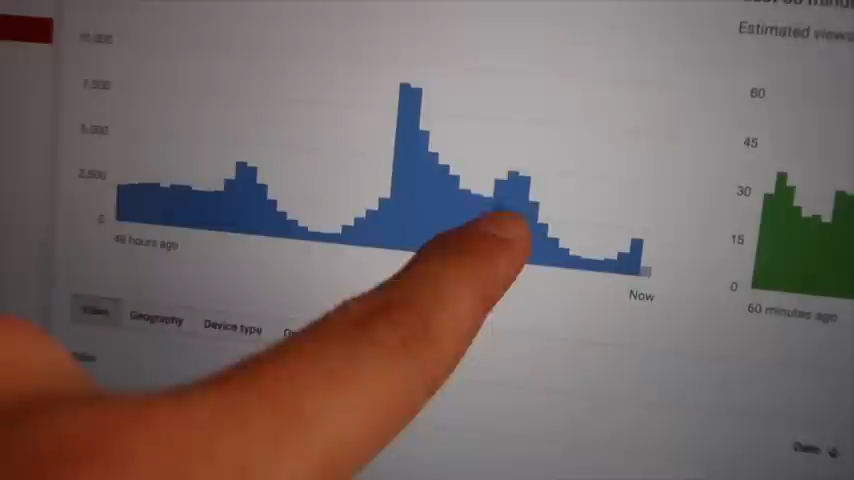 10,000
7,500
5,000
2,500
0
48 hours ago
Now
Video
Geography
Device type
Estimated views
60
45
30
15
0
60 minutes ago